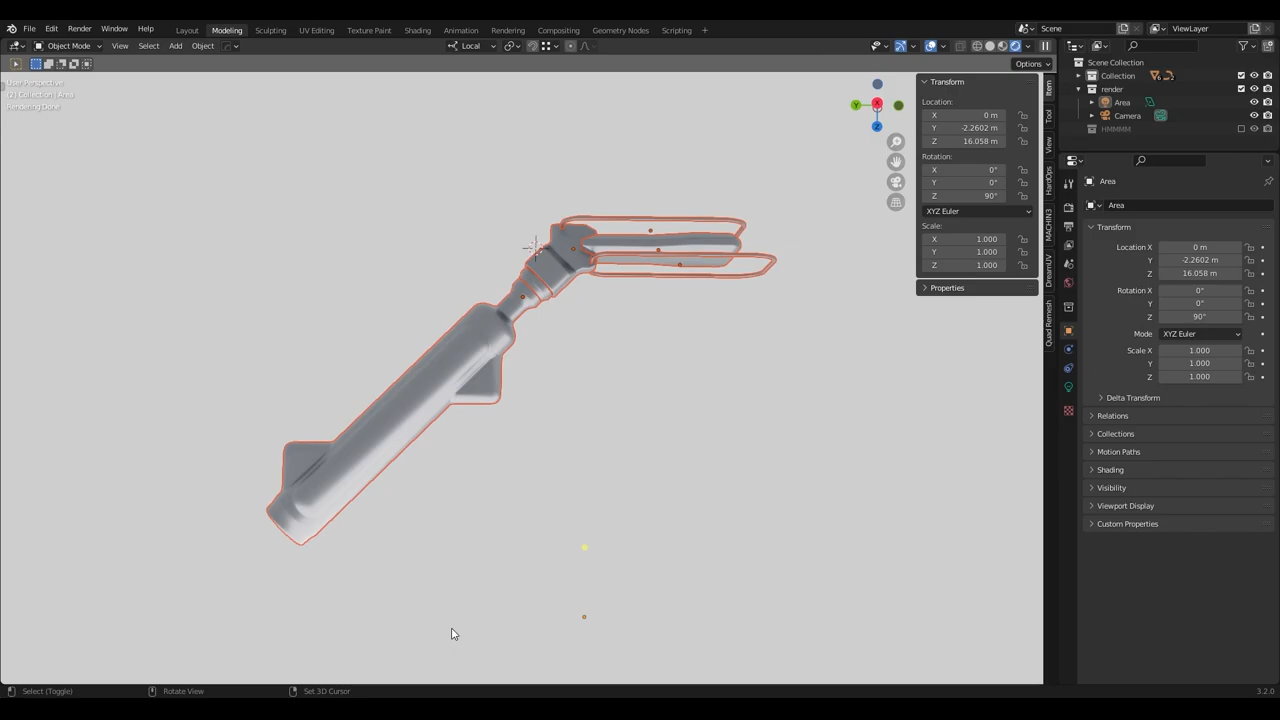 File Edit Render Window Help Layout Modeling Sculpting UV Editing Texture Paint Shading Animation Rendering Compositing Geometry Nodes Scripting + Scene ViewLayer
Object Mode View Select Add Object Local
Options
User Perspective
(2) Collection | Area
Rendering Done
X
Y
Z
Transform
Location:
X 0 m
Y -2.2602 m
Z 16.058 m
Rotation:
X 0°
Y 0°
Z 90°
XYZ Euler
Scale:
X 1.000
Y 1.000
Z 1.000
Properties
Item
Tool
View
HardOps
MACHIN3
DreamUV
Quad Remesh
Scene Collection
Collection
render
Area
Camera
HMMMM
Area
Area
Transform
Location X 0 m
Y -2.2602 m
Z 16.058 m
Rotation X 0°
Y 0°
Z 90°
Mode XYZ Euler
Scale X 1.000
Y 1.000
Z 1.000
Delta Transform
Relations
Collections
Motion Paths
Shading
Visibility
Viewport Display
Custom Properties
Select (Toggle) Rotate View Set 3D Cursor 3.2.0